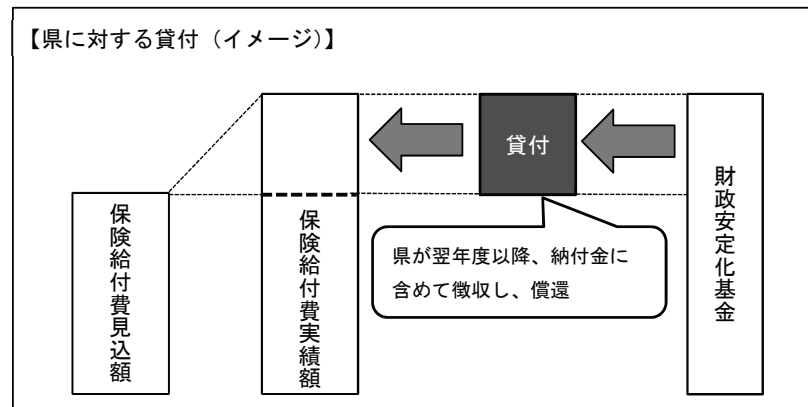 【県に対する貸付（イメージ）】
保険給付費見込額
保険給付費実績額
貸付
財政安定化基金
県が翌年度以降、納付金に
含めて徴収し、償還